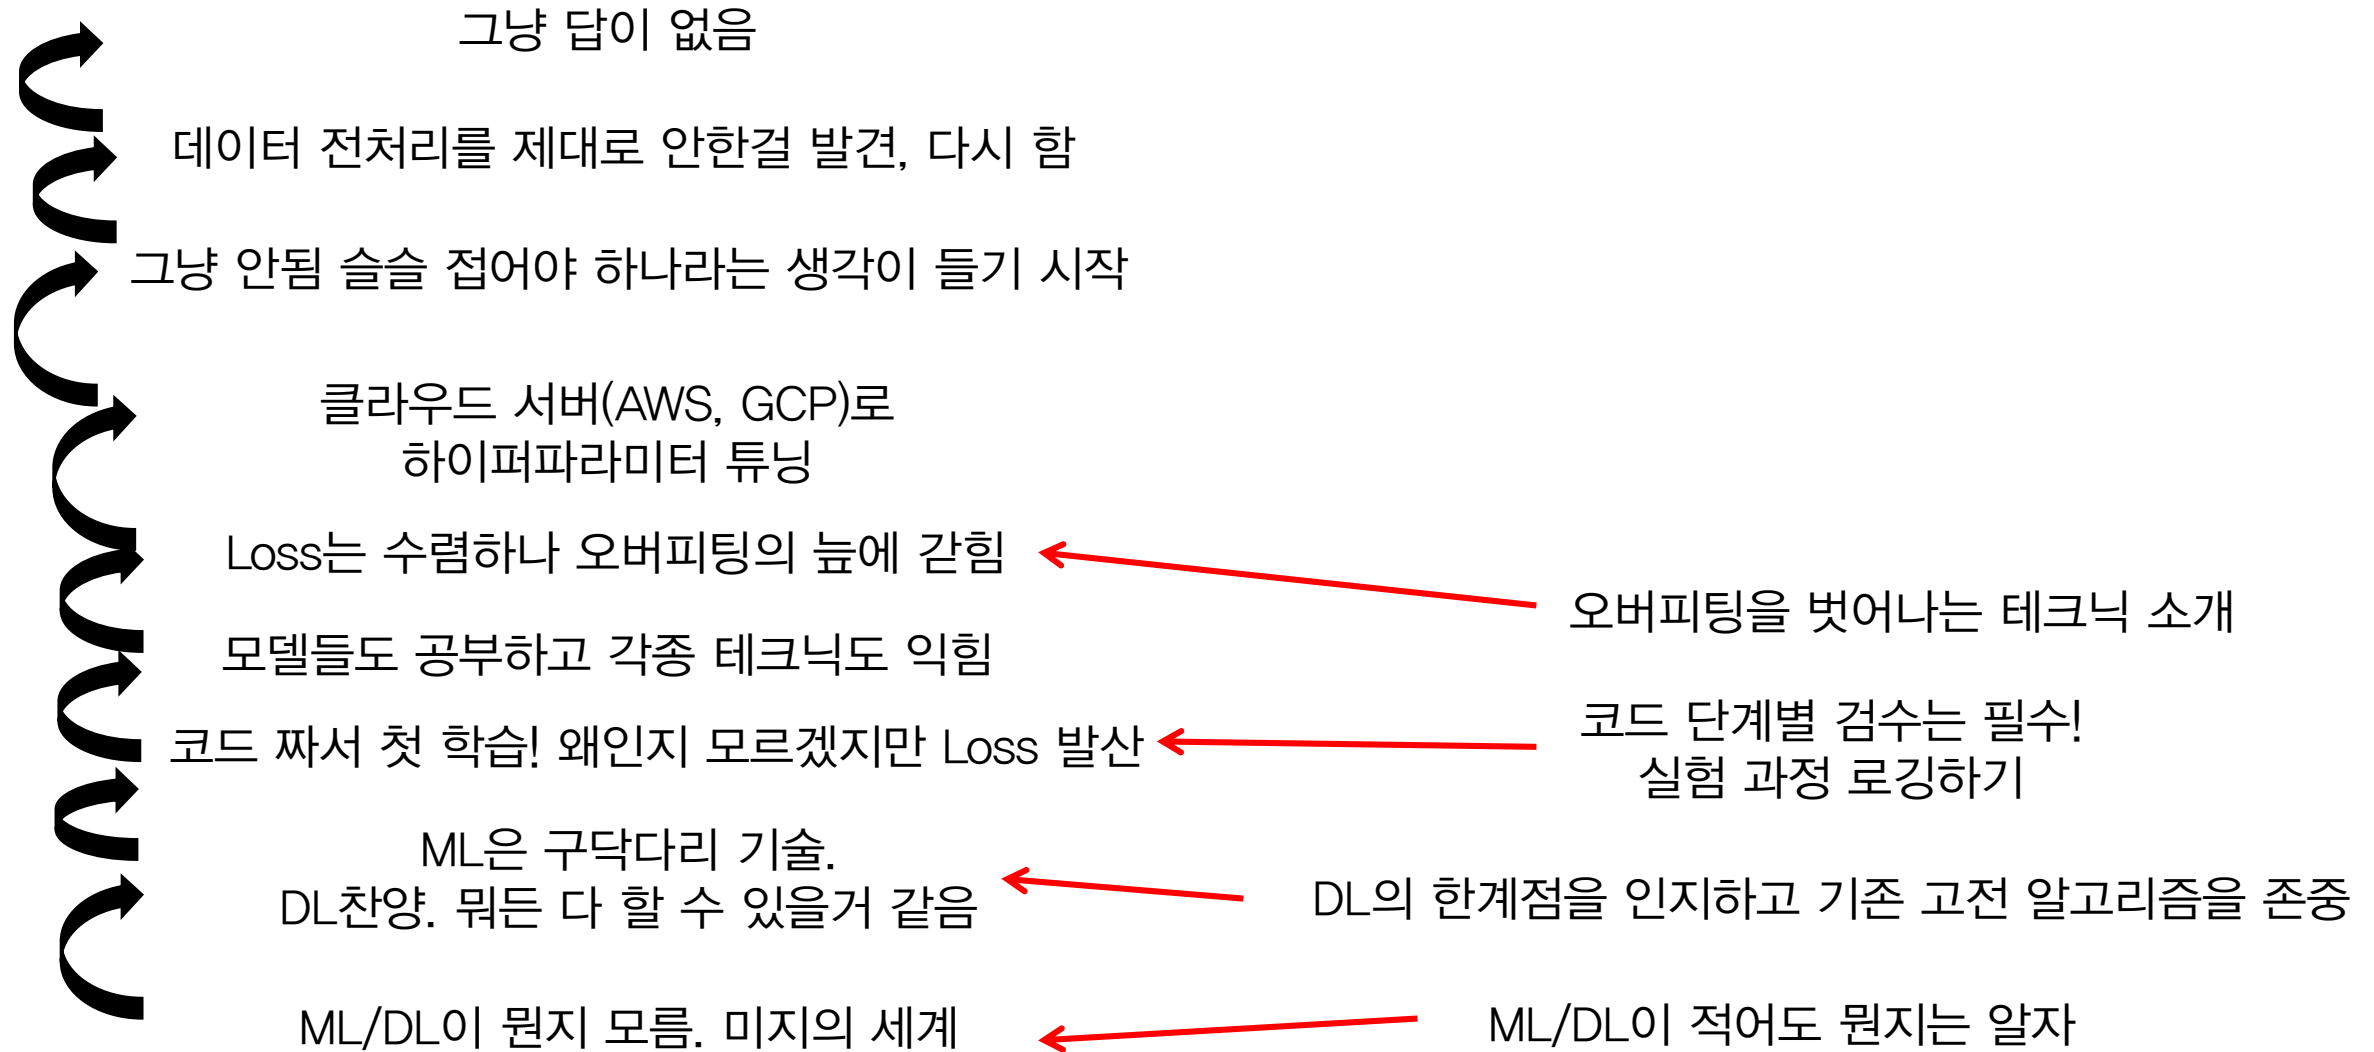 그냥 답이 없음
데이터 전처리를 제대로 안한걸 발견, 다시 함
그냥 안됨 슬슬 접어야 하나라는 생각이 들기 시작
클라우드 서버(AWS, GCP)로
하이퍼파라미터 튜닝
Loss는 수렴하나 오버피팅의 늪에 갇힘
오버피팅을 벗어나는 테크닉 소개
모델들도 공부하고 각종 테크닉도 익힘
코드 짜서 첫 학습! 왜인지 모르겠지만 Loss 발산
코드 단계별 검수는 필수!
실험 과정 로깅하기
ML은 구닥다리 기술.
DL찬양. 뭐든 다 할 수 있을거 같음
DL의 한계점을 인지하고 기존 고전 알고리즘을 존중
ML/DL이 뭔지 모름. 미지의 세계
ML/DL이 적어도 뭔지는 알자